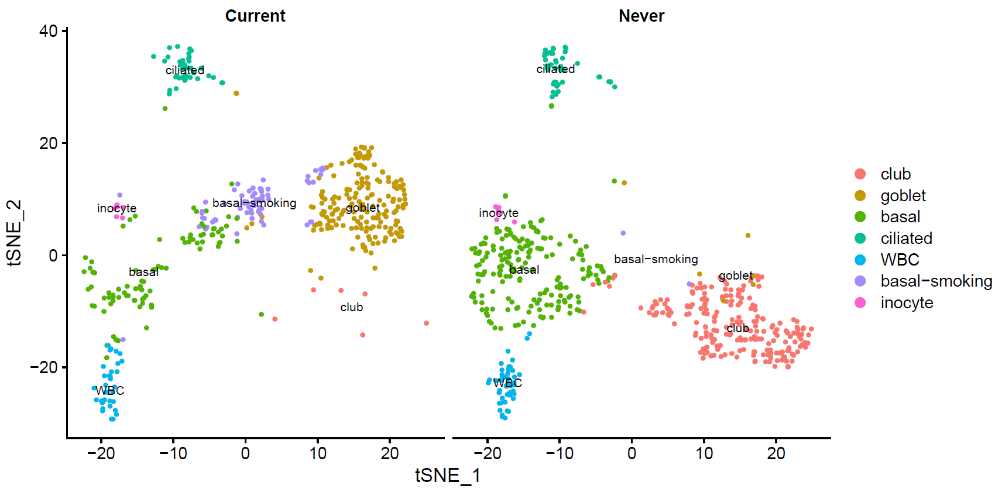 Current
Never
tSNE_2
40
20
0
−20
ciliated
inocyte
basal−smoking
goblet
basal
club
WBC
ciliated
inocyte
basal−smoking
basal
goblet
club
WBC
−20
−10
0
10
20
−20
−10
0
10
20
tSNE_1
club
goblet
basal
ciliated
WBC
basal−smoking
inocyte